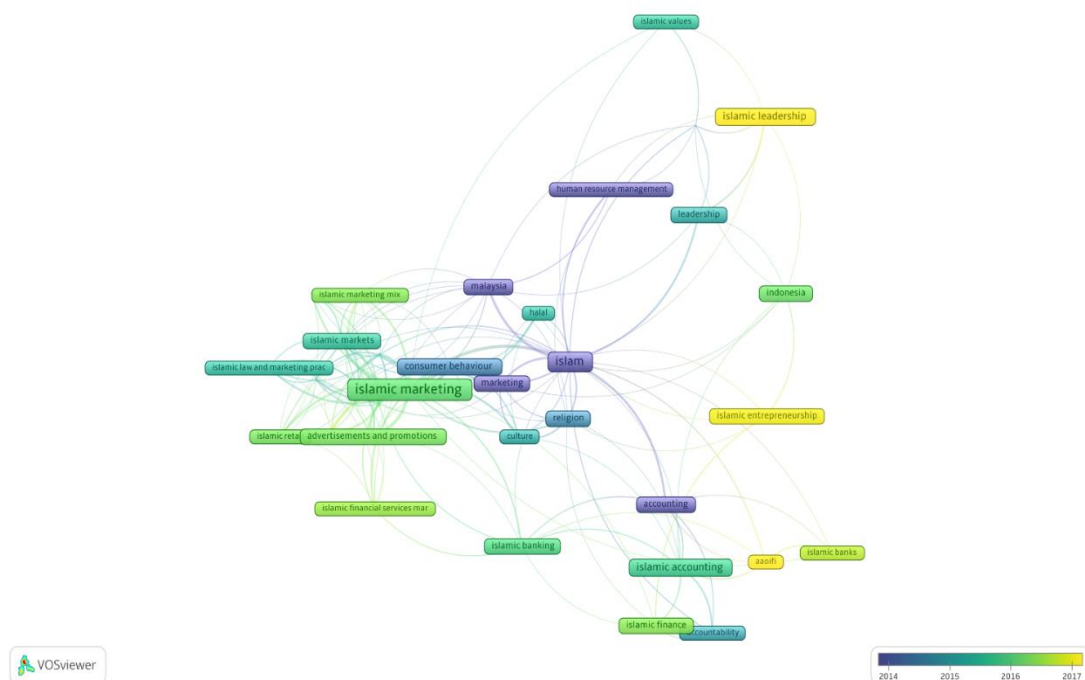 islamic values
islamic leadership
human resource management
leadership
malaysia
indonesia
islamic marketing mix
halal
islamic markets
islam
islamic law and marketing prac
consumer behaviour
marketing
islamic marketing
islamic entrepreneurship
religion
islamic reta
advertisements and promotions
culture
accounting
islamic financial services mar
islamic banking
islamic banks
aaoifi
islamic accounting
islamic finance
accountability
VOSviewer
2014 2015 2016 2017